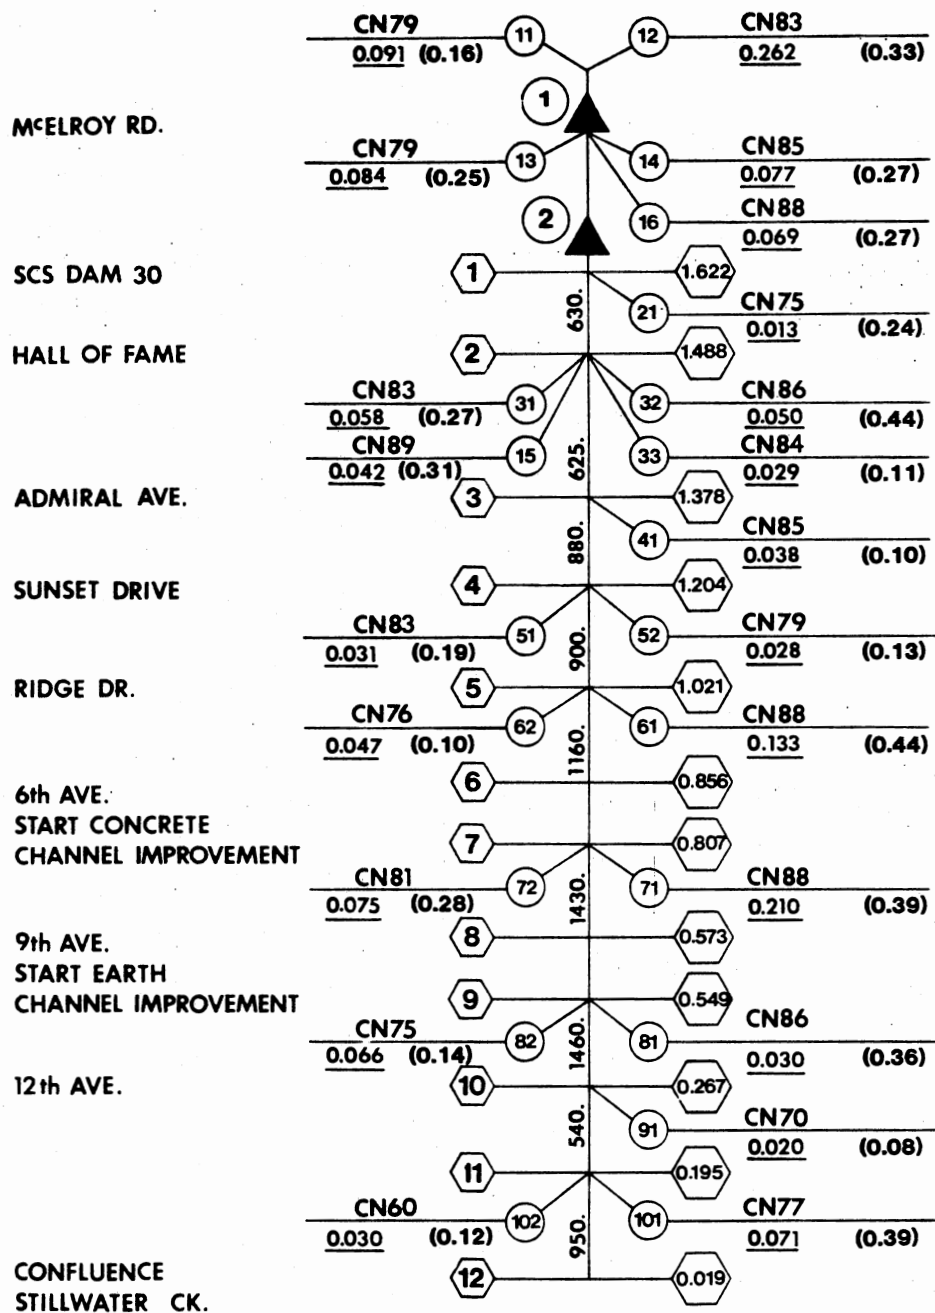 CN79 11 12 CN83
0.091 (0.16) 0.262 (0.33)
1
McELROY RD.
CN79 13 14 CN85
0.084 (0.25) 0.077 (0.27)
2 16 CN88
0.069 (0.27)
SCS DAM 30 1 1.622
630. 21 CN75
0.013 (0.24)
HALL OF FAME 2 1.488
CN83 31 32 CN86
0.058 (0.27) 0.050 (0.44)
CN89 15 625. 33 CN84
0.042 (0.31) 0.029 (0.11)
ADMIRAL AVE. 3 1.378
880. 41 CN85
0.038 (0.10)
SUNSET DRIVE 4 1.204
CN83 51 900. 52 CN79
0.031 (0.19) 0.028 (0.13)
RIDGE DR. 5 1.021
CN76 62 1160. 61 CN88
0.047 (0.10) 0.133 (0.44)
6 0.856
6th AVE.
START CONCRETE
CHANNEL IMPROVEMENT
7 0.807
CN81 72 1430. 71 CN88
0.075 (0.28) 0.210 (0.39)
8 0.573
9th AVE.
START EARTH
CHANNEL IMPROVEMENT
9 0.549
CN75 82 1460. 81 CN86
0.066 (0.14) 0.030 (0.36)
12th AVE. 10 0.267
540. 91 CN70
0.020 (0.08)
11 0.195
CN60 102 950. 101 CN77
0.030 (0.12) 0.071 (0.39)
12 0.019
CONFLUENCE
STILLWATER CK.